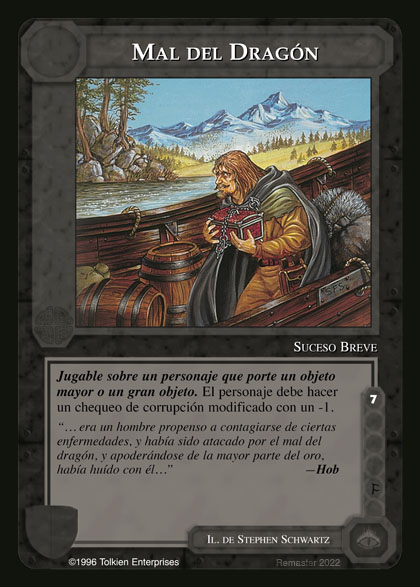 MAL DEL DRAGÓN
SFS6
SUCESO BREVE
Jugable sobre un personaje que porte un objeto
mayor o un gran objeto. El personaje debe hacer
un chequeo de corrupción modificado con un -1.
7
“… era un hombre propenso a contagiarse de ciertas
enfermedades, y había sido atacado por el mal del
dragón, y apoderándose de la mayor parte del oro,
había huído con él…” –Hob
F
IL. DE STEPHEN SCHWARTZ
©1996 Tolkien Enterprises
Remaster 2022